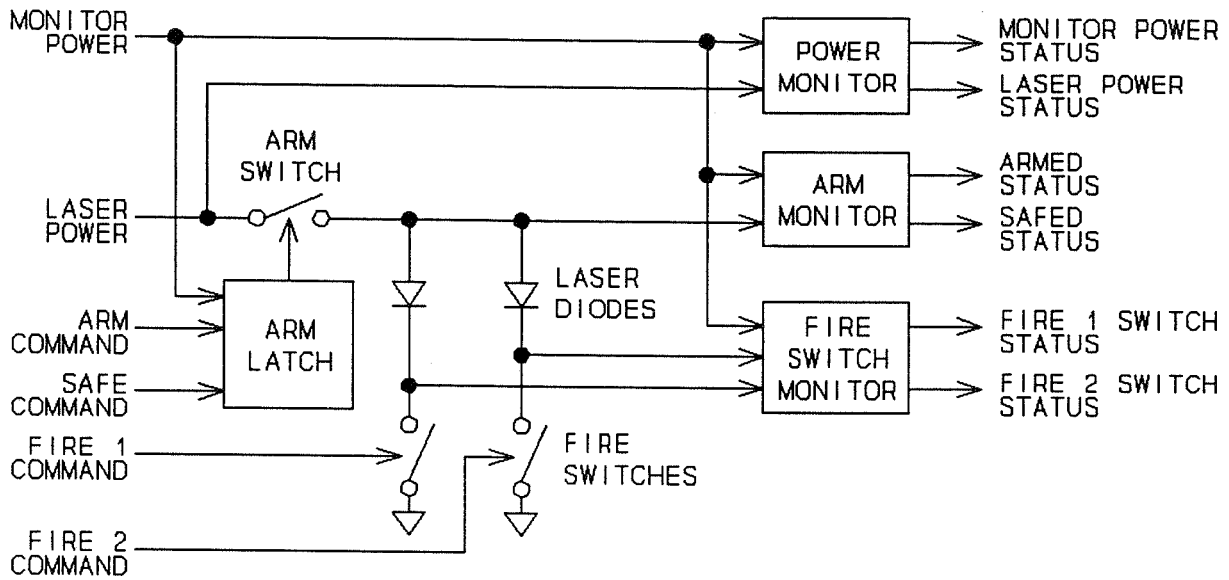 MONITOR
POWER
LASER
POWER
ARM
COMMAND
SAFE
COMMAND
FIRE 1
COMMAND
FIRE 2
COMMAND
ARM
SWITCH
ARM
LATCH
LASER
DIODES
FIRE
SWITCHES
POWER
MONITOR
ARM
MONITOR
FIRE
SWITCH
MONITOR
MONITOR POWER
STATUS
LASER POWER
STATUS
ARMED
STATUS
SAFED
STATUS
FIRE 1 SWITCH
STATUS
FIRE 2 SWITCH
STATUS